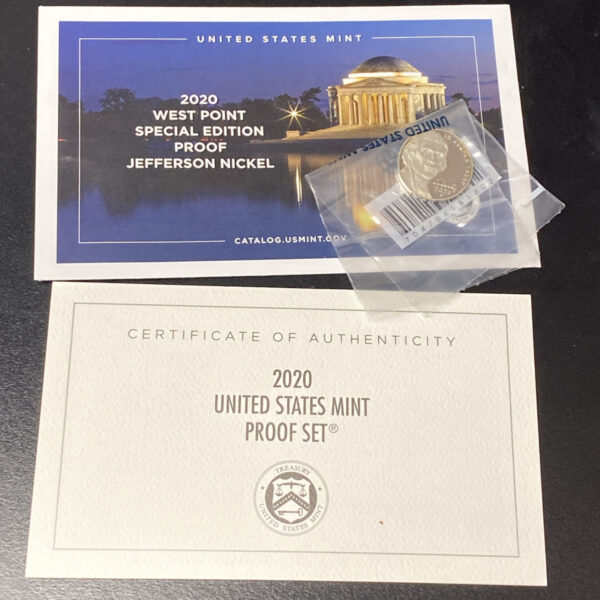 UNITED STATES MINT
2020
WEST POINT
SPECIAL EDITION
PROOF
JEFFERSON NICKEL
UNITED STATES MIN
CATALOG.USMINT.GOV
CERTIFICATE OF AUTHENTICITY
2020
UNITED STATES MINT
PROOF SET®
TREASURY
UNITED STATES MINT